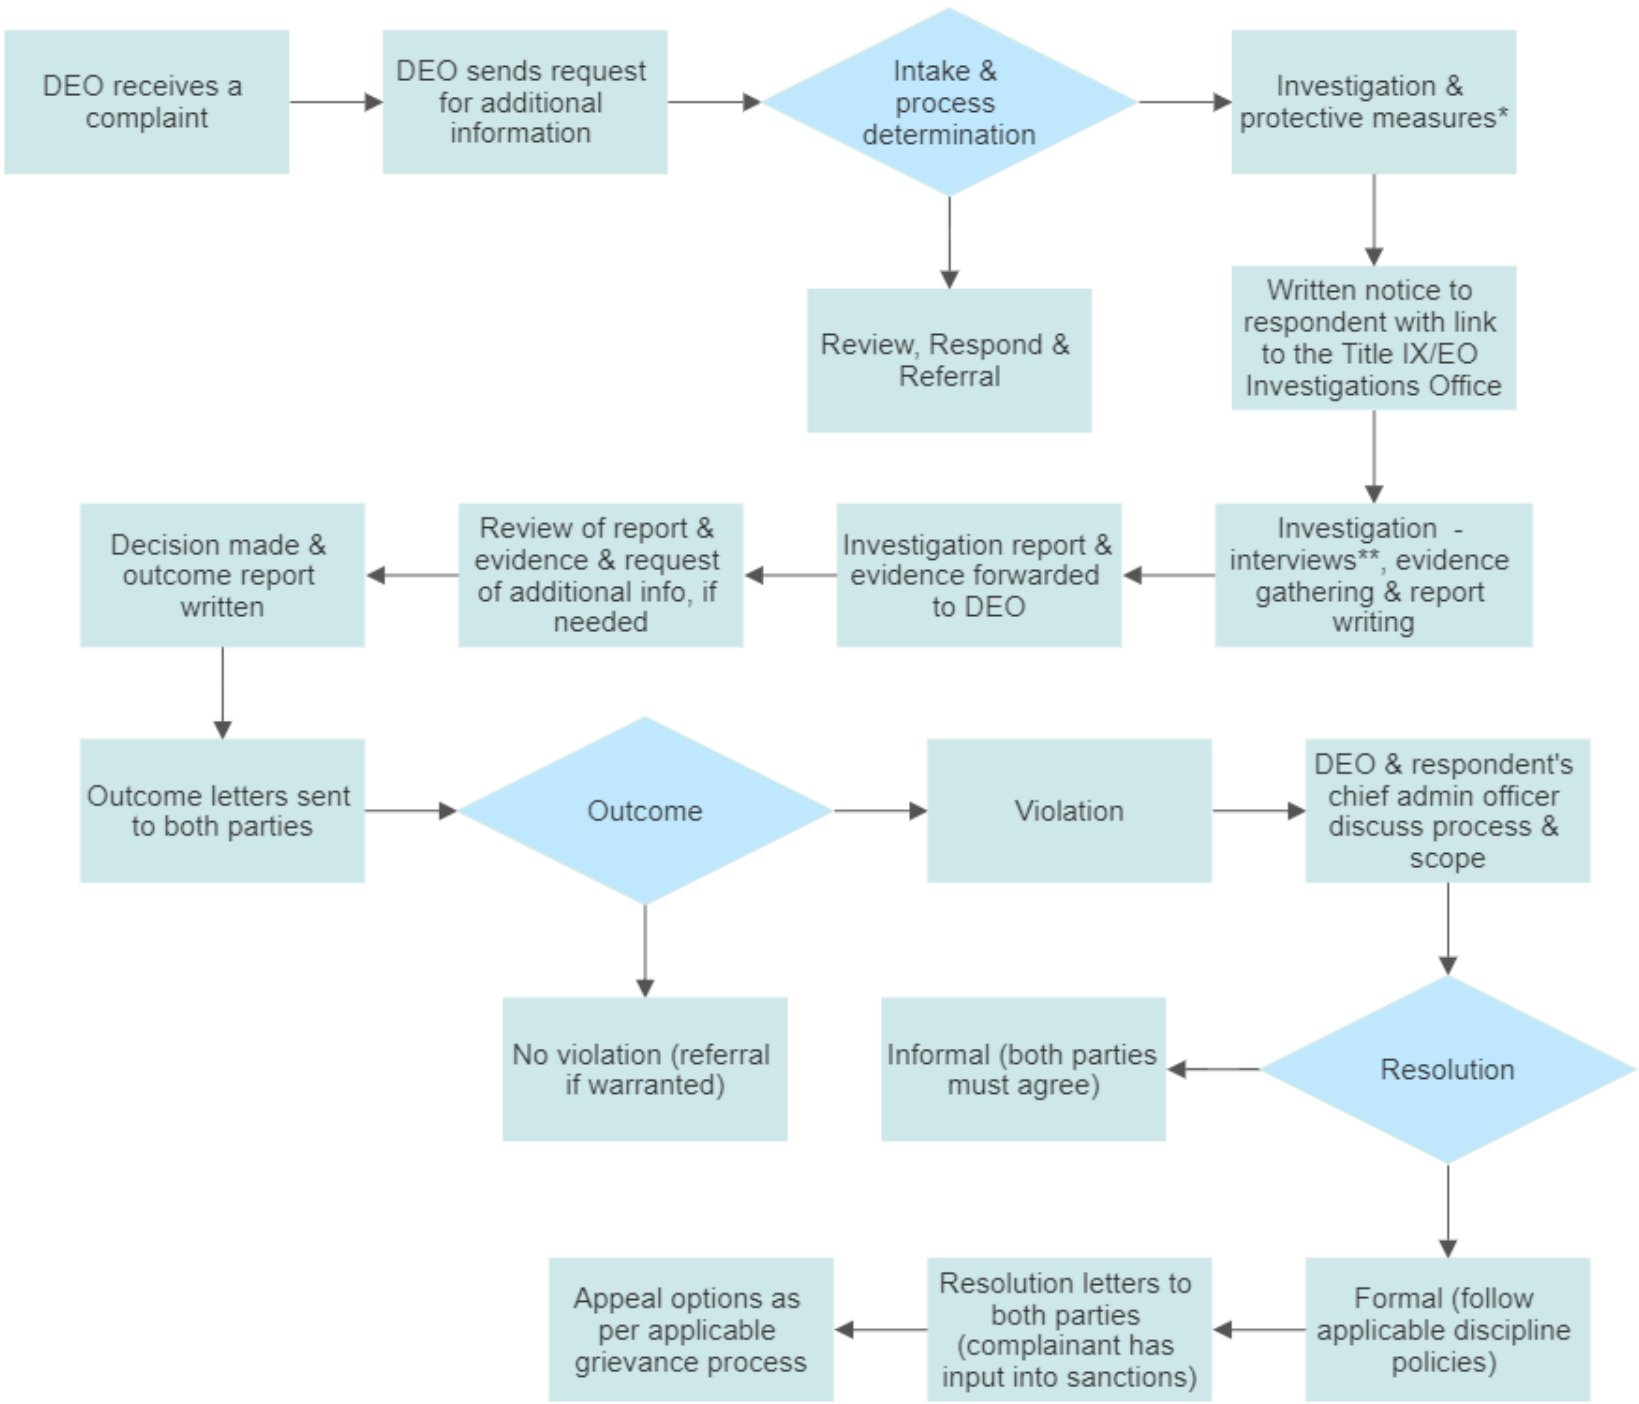 DEO receives a
complaint
DEO sends request
for additional
information
Intake &
process
determination
Investigation &
protective measures*
Review, Respond &
Referral
Written notice to
respondent with link
to the Title IX/EO
Investigations Office
Investigation -
interviews**, evidence
gathering & report
writing
Investigation report &
evidence forwarded
to DEO
Review of report &
evidence & request
of additional info, if
needed
Decision made &
outcome report
written
Outcome letters sent
to both parties
Outcome
Violation
DEO & respondent's
chief admin officer
discuss process &
scope
No violation (referral
if warranted)
Informal (both parties
must agree)
Resolution
Formal (follow
applicable discipline
policies)
Resolution letters to
both parties
(complainant has
input into sanctions)
Appeal options as
per applicable
grievance process